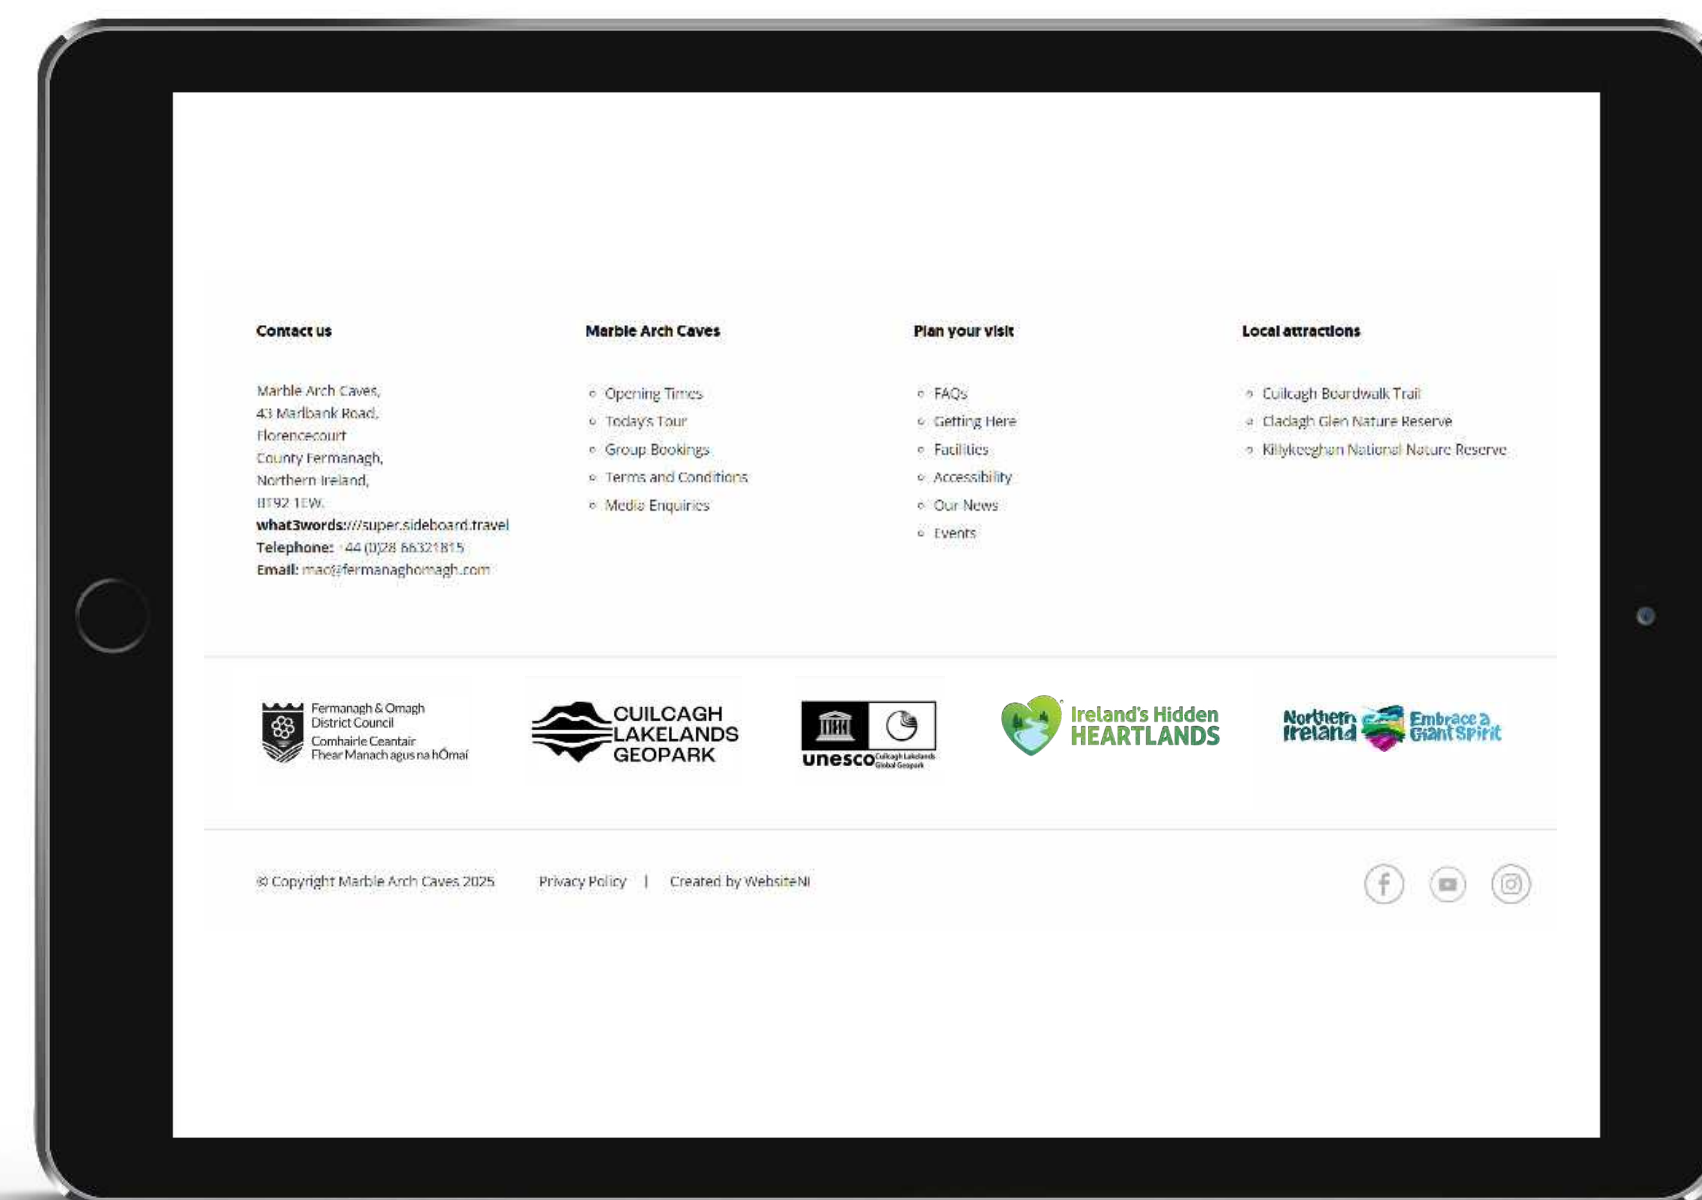 Contact us
Marble Arch Caves,
43 Marlbank Road,
Florencecourt
County Fermanagh,
Northern Ireland,
BT92 1EW.
what3words:///super.sideboard.travel
Telephone: +44 (0)28 66321815
Email: mac@fermanaghomagh.com
Marble Arch Caves
Opening Times
Today's Tour
Group Bookings
Terms and Conditions
Media Enquiries
Plan your visit
FAQs
Getting Here
Facilities
Accessibility
Our News
Events
Local attractions
Cuilcagh Boardwalk Trail
Cladagh Glen Nature Reserve
Killykeeghan National Nature Reserve
Fermanagh & Omagh
District Council
Comhairle Ceantair
Fhear Manach agus na hÓmaí
CUILCAGH
LAKELANDS
GEOPARK
unesco
Cuilcagh Lakelands
Global Geopark
Ireland's Hidden
HEARTLANDS
Northern
Ireland
Embrace a
Giant Spirit
© Copyright Marble Arch Caves 2025 Privacy Policy | Created by WebsiteNI